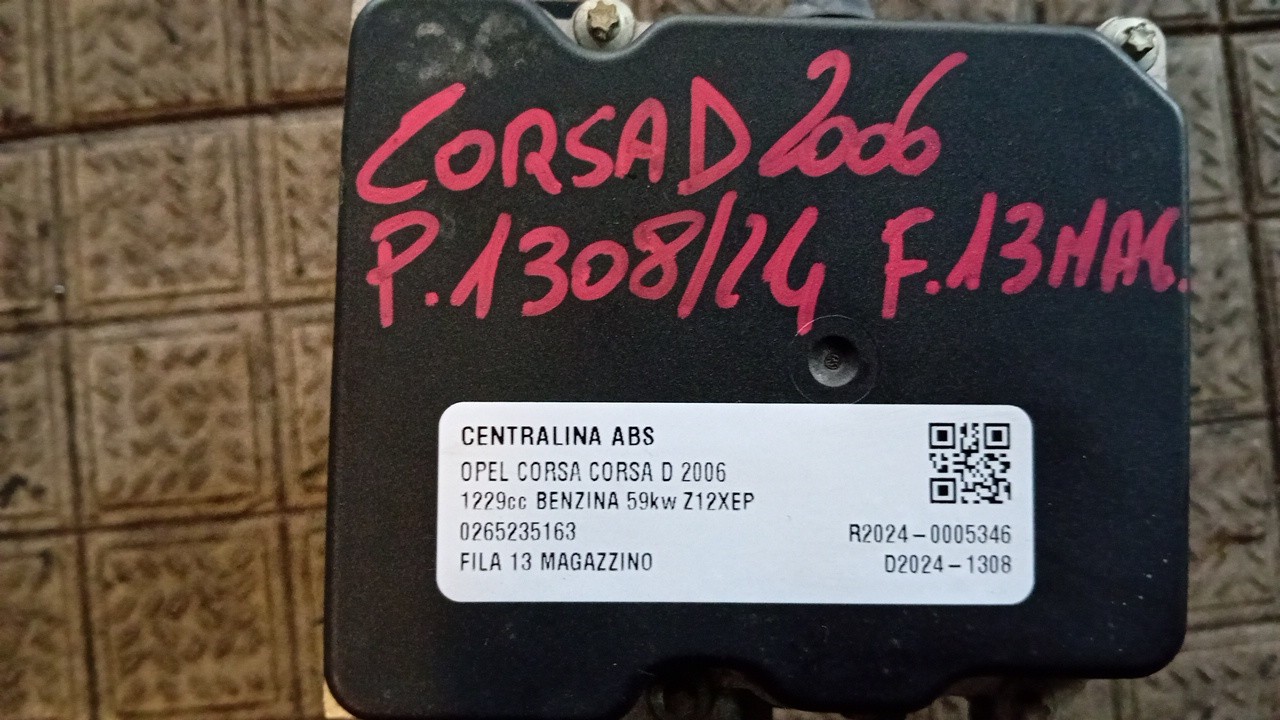 CORSA D 2006
P.1308/24 F.13 MAG.
CENTRALINA ABS
OPEL CORSA CORSA D 2006
1229cc BENZINA 59kw Z12XEP
0265235163
R2024-0005346
FILA 13 MAGAZZINO
D2024-1308